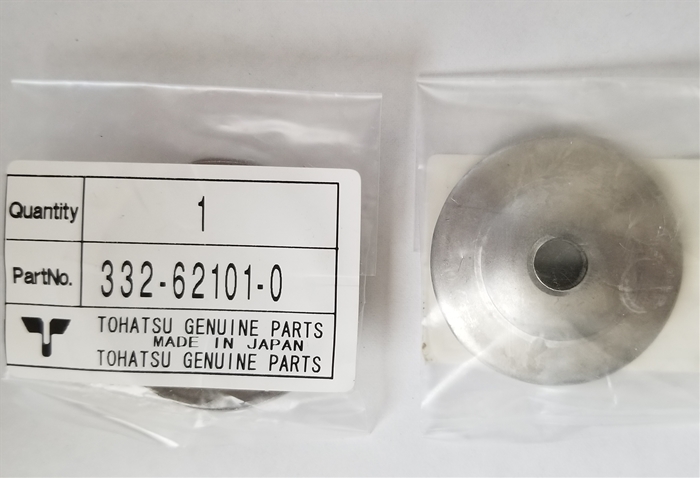 Quantity 1
PartNo. 332-62101-0
TOHATSU GENUINE PARTS
MADE IN JAPAN
TOHATSU GENUINE PARTS